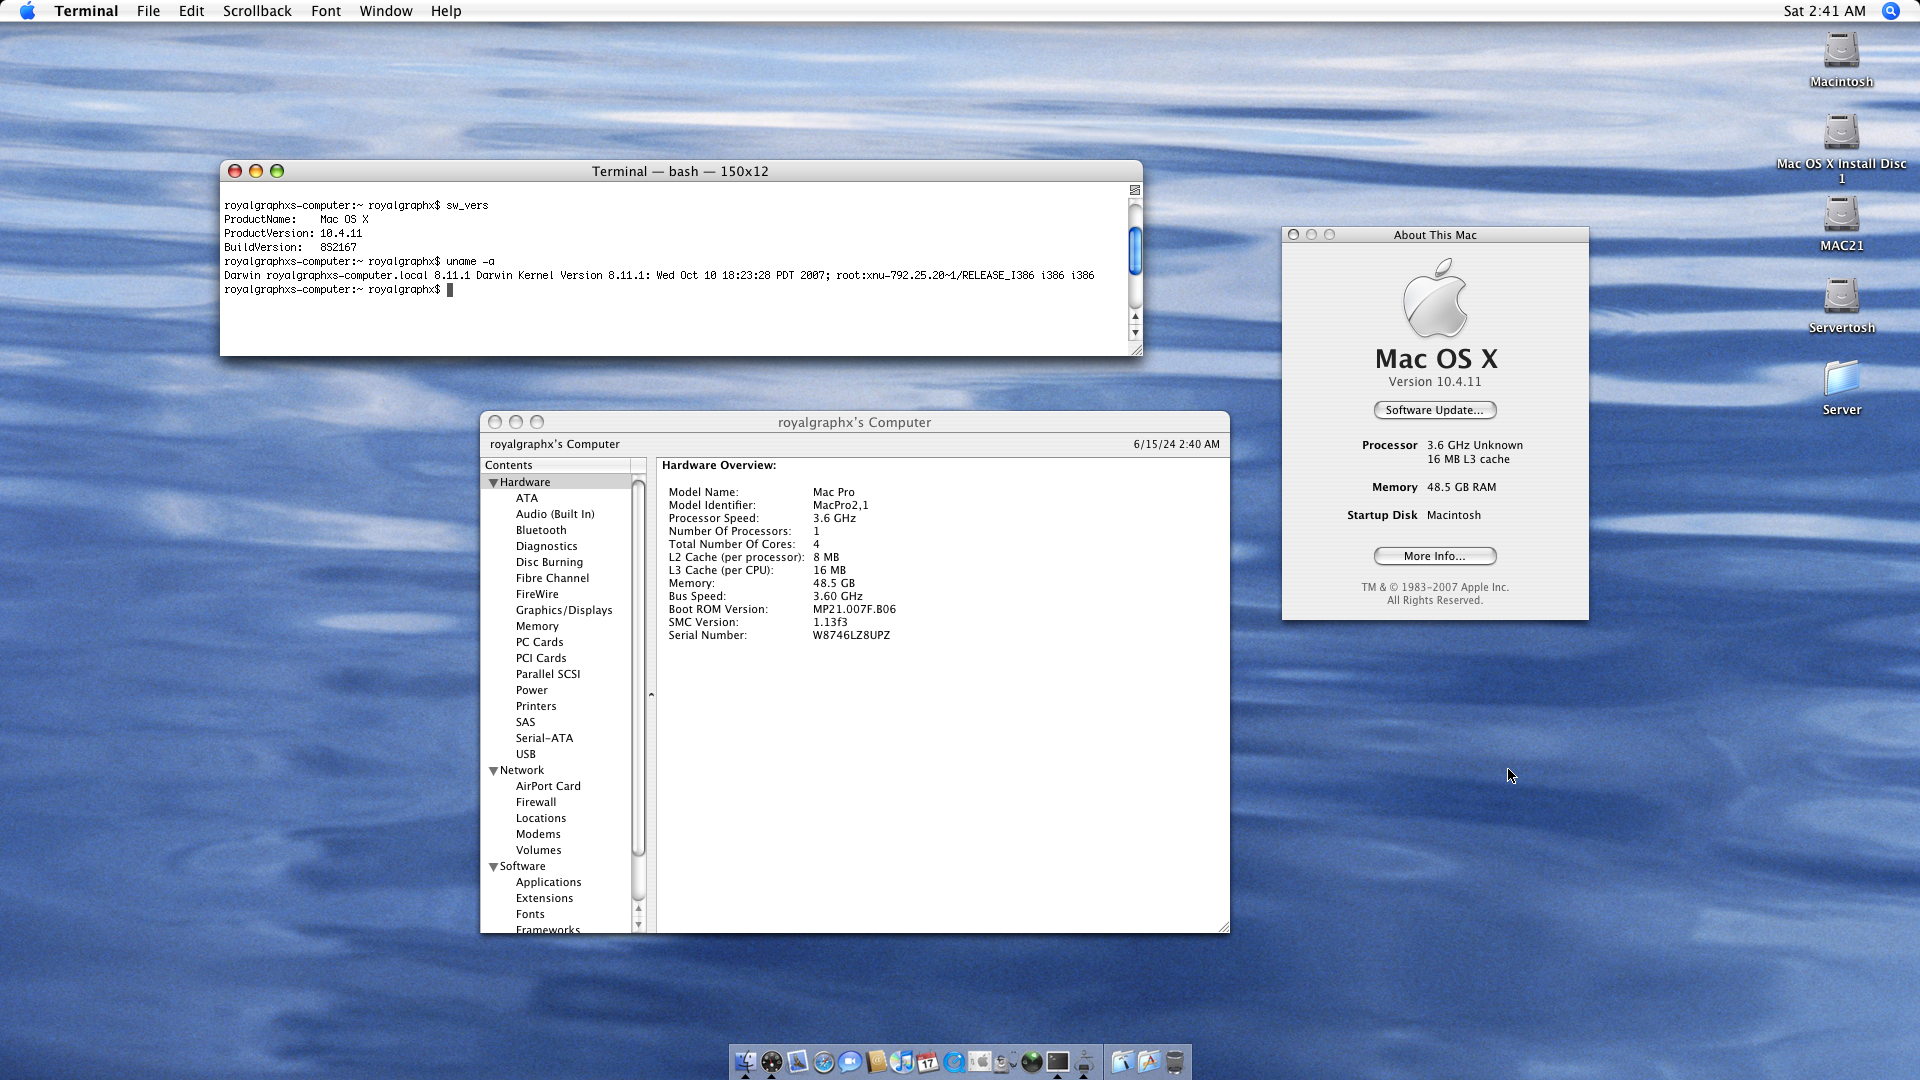 Terminal File Edit Scrollback Font Window Help Sat 2:41 AM
Macintosh
Mac OS X Install Disc
1
MAC21
Servertosh
Server
Terminal — bash — 150x12
royalgraphxs-computer:~ royalgraphx$ sw_vers
ProductName: Mac OS X
ProductVersion: 10.4.11
BuildVersion: 8S2167
royalgraphxs-computer:~ royalgraphx$ uname -a
Darwin royalgraphxs-computer.local 8.11.1 Darwin Kernel Version 8.11.1: Wed Oct 10 18:23:28 PDT 2007; root:xnu-792.25.20~1/RELEASE_I386 i386 i386
royalgraphxs-computer:~ royalgraphx$
About This Mac
Mac OS X
Version 10.4.11
Software Update...
Processor 3.6 GHz Unknown
16 MB L3 cache
Memory 48.5 GB RAM
Startup Disk Macintosh
More Info...
TM & © 1983-2007 Apple Inc.
All Rights Reserved.
royalgraphx's Computer
royalgraphx's Computer 6/15/24 2:40 AM
Contents
Hardware
ATA
Audio (Built In)
Bluetooth
Diagnostics
Disc Burning
Fibre Channel
FireWire
Graphics/Displays
Memory
PC Cards
PCI Cards
Parallel SCSI
Power
Printers
SAS
Serial-ATA
USB
Network
AirPort Card
Firewall
Locations
Modems
Volumes
Software
Applications
Extensions
Fonts
Frameworks
Hardware Overview:
Model Name: Mac Pro
Model Identifier: MacPro2,1
Processor Speed: 3.6 GHz
Number Of Processors: 1
Total Number Of Cores: 4
L2 Cache (per processor): 8 MB
L3 Cache (per CPU): 16 MB
Memory: 48.5 GB
Bus Speed: 3.60 GHz
Boot ROM Version: MP21.007F.B06
SMC Version: 1.13f3
Serial Number: W8746LZ8UPZ
17